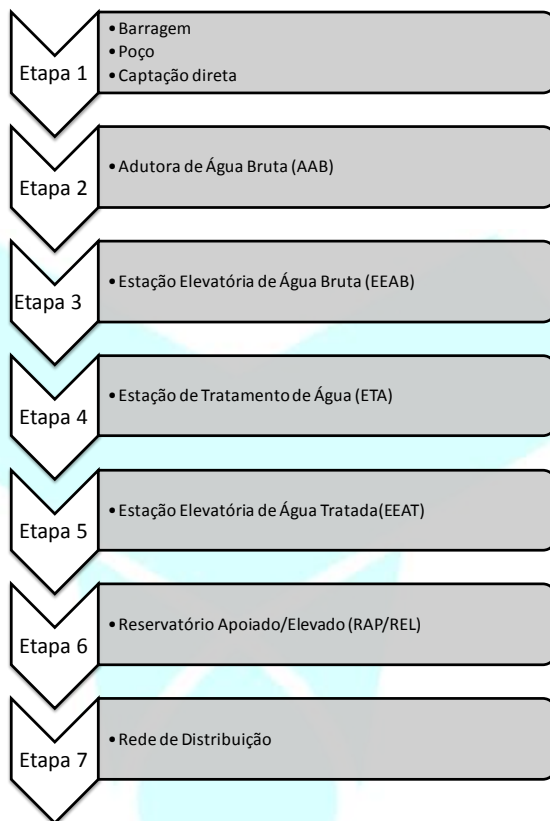 Etapa 1
• Barragem
• Poço
• Captação direta
Etapa 2
• Adutora de Água Bruta (AAB)
Etapa 3
• Estação Elevatória de Água Bruta (EEAB)
Etapa 4
• Estação de Tratamento de Água (ETA)
Etapa 5
• Estação Elevatória de Água Tratada(EEAT)
Etapa 6
• Reservatório Apoiado/Elevado (RAP/REL)
Etapa 7
• Rede de Distribuição